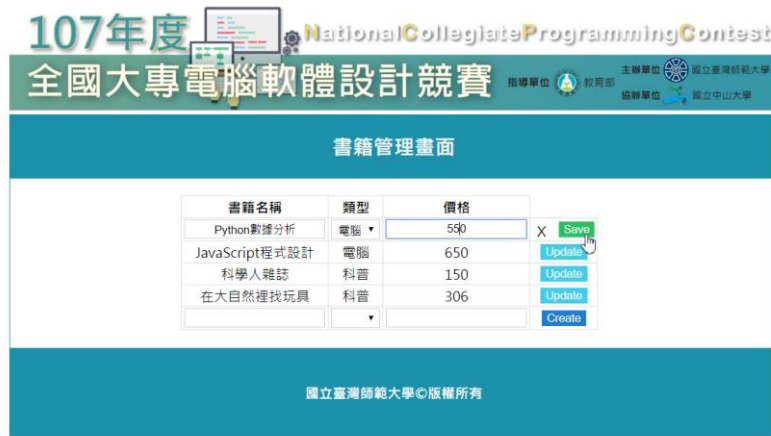 107年度 NationalCollegiateProgrammingContest
全國大專電腦軟體設計競賽 指導單位 教育部 主辦單位 國立臺灣師範大學
協辦單位 國立中山大學
書籍管理畫面
書籍名稱 類型 價格
Python數據分析 電腦 ▼ 550 X Save
JavaScript程式設計 電腦 650 Update
科學人雜誌 科普 150 Update
在大自然裡找玩具 科普 306 Update
▼ Create
國立臺灣師範大學©版權所有